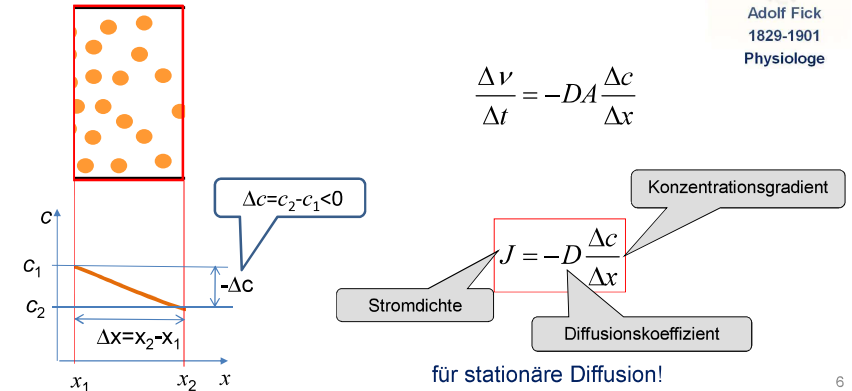 Adolf Fick
1829-1901
Physiologe
Δν/Δt = -DA Δc/Δx
Δc=c₂-c₁<0
Konzentrationsgradient
c
c₁
-Δc
J = -D Δc/Δx
c₂
Stromdichte
Δx=x₂-x₁
Diffusionskoeffizient
x₁
x₂
x
für stationäre Diffusion!
6